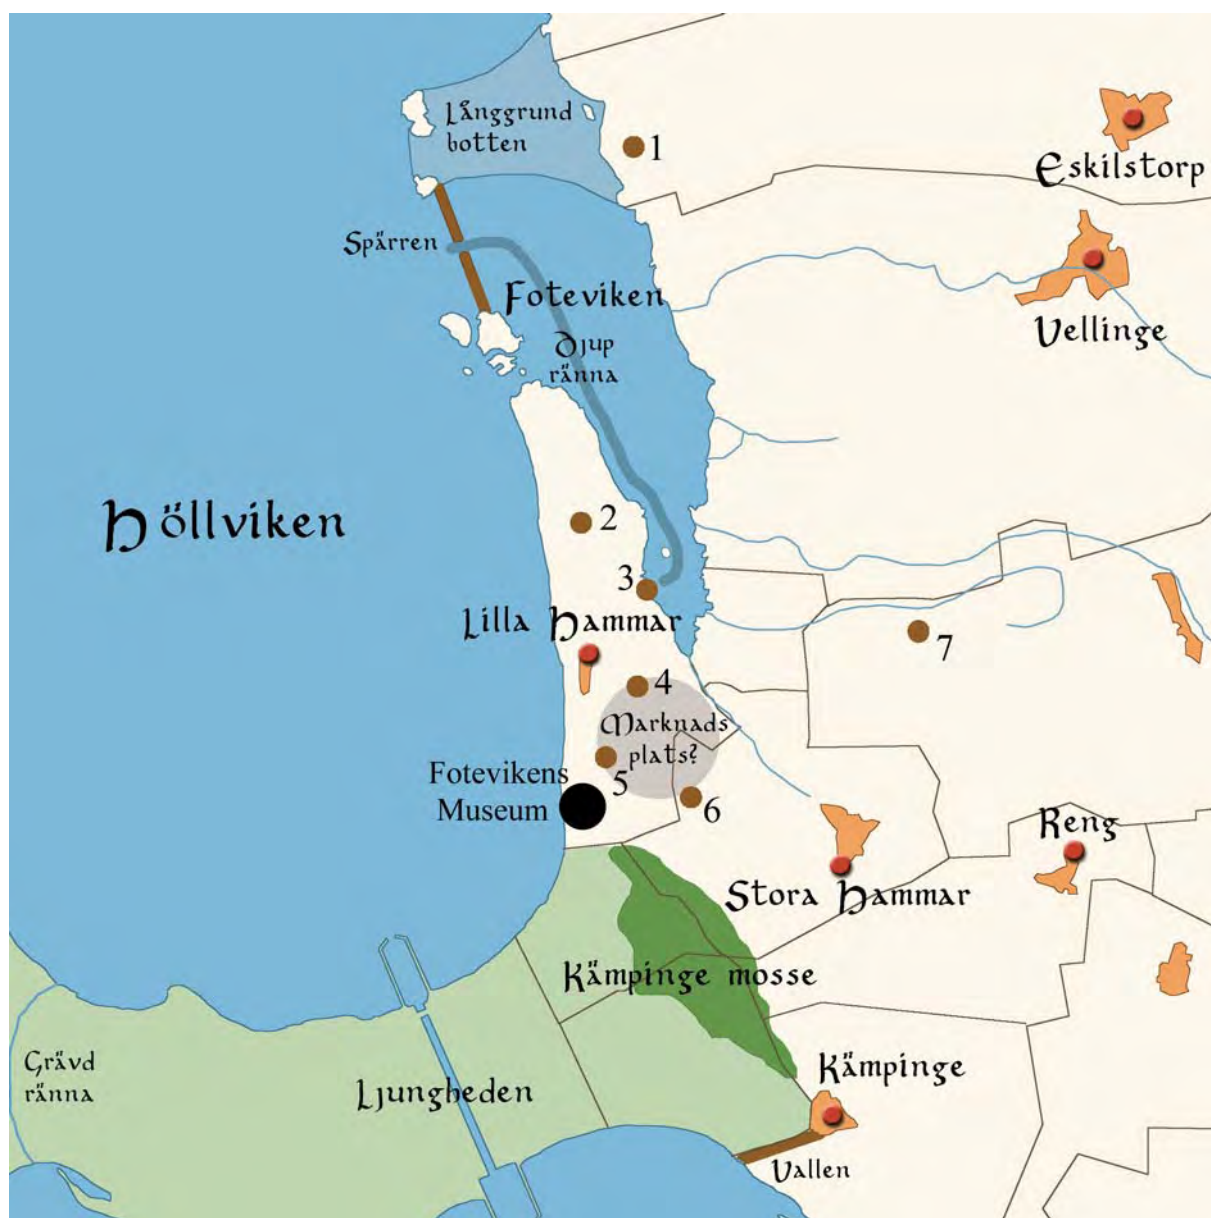 Långgrund
botten
1
Eskilstorp
Spärren
Foteviken
Vellinge
Djup
ränna
Höllviken
2
3
Lilla Hammar
7
4
Marknads
plats?
Fotevikens
Museum
5
6
Reng
Stora Hammar
Kämpinge mosse
Grävd
ränna
Ljungheden
Kämpinge
Vallen